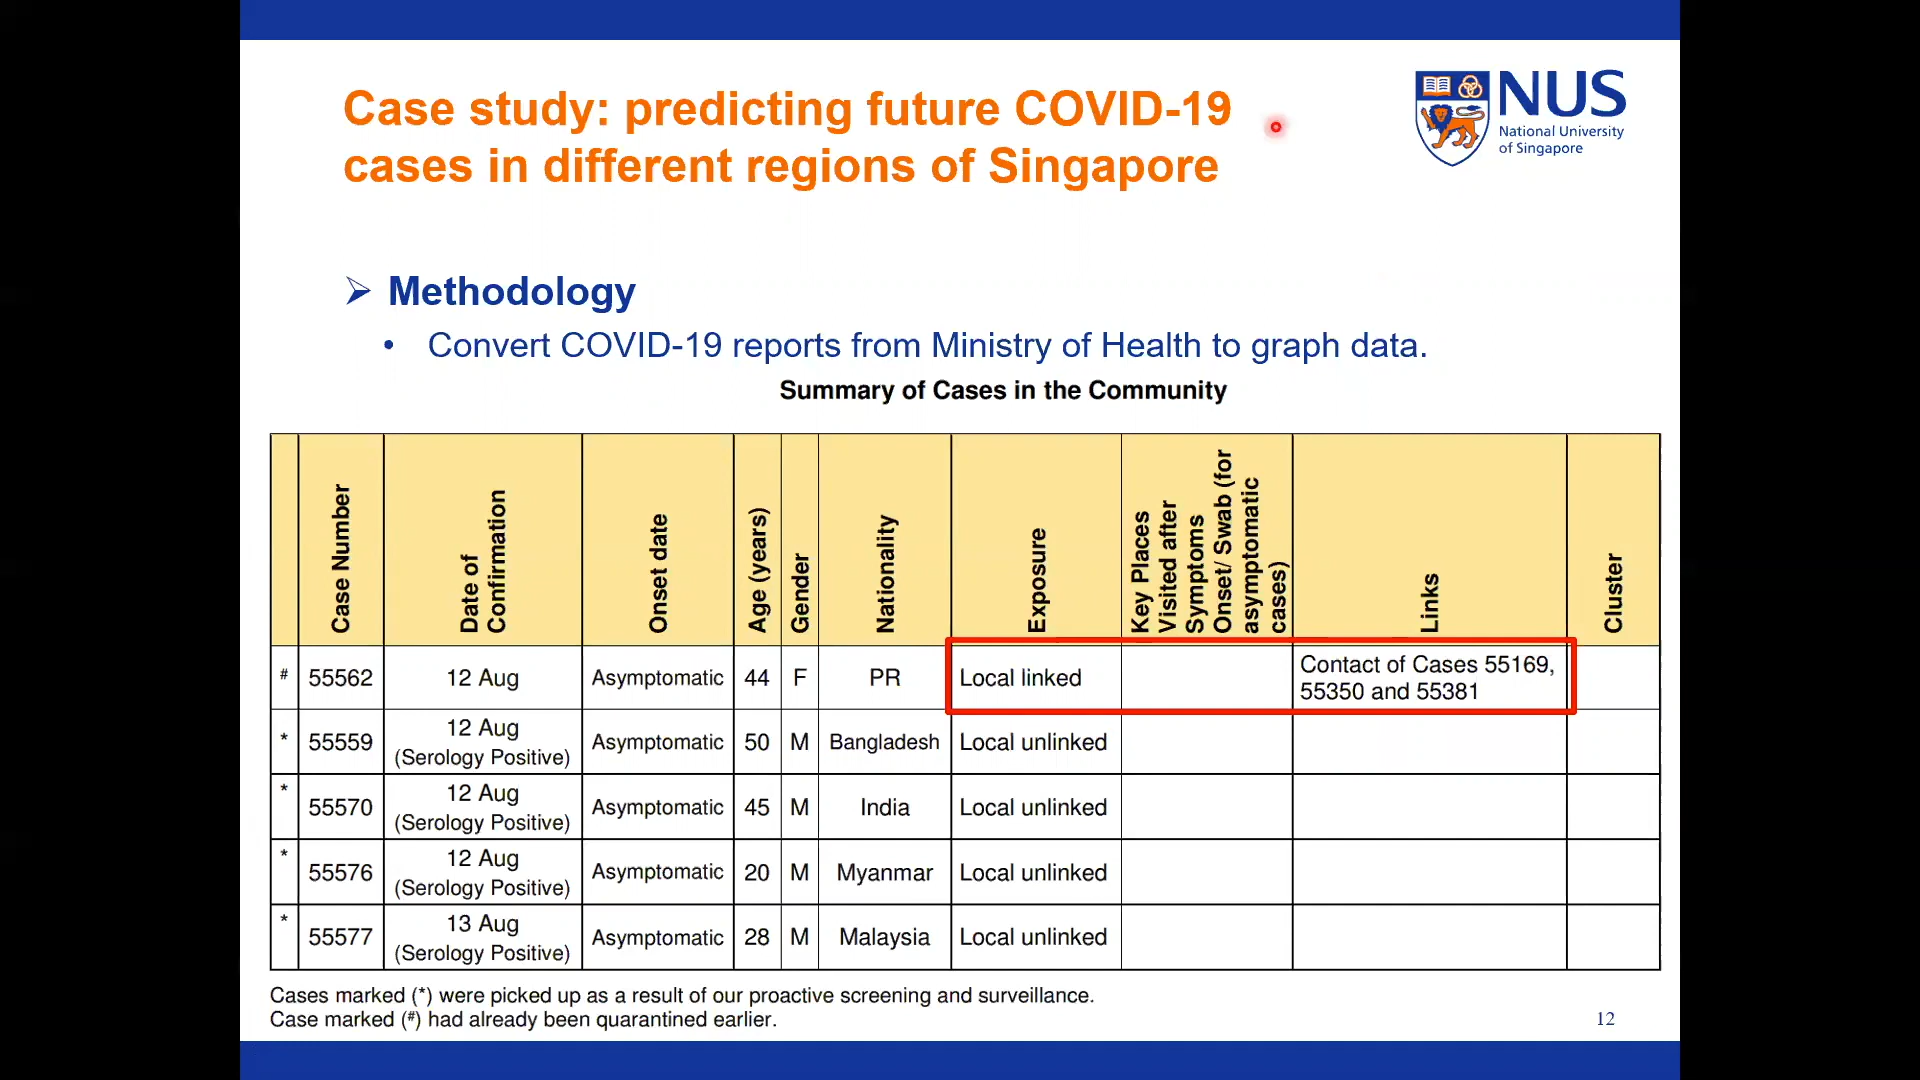 Case study: predicting future COVID-19
cases in different regions of Singapore
NUS
National University
of Singapore
➢ Methodology
• Convert COVID-19 reports from Ministry of Health to graph data.
Summary of Cases in the Community
Case Number
Date of
Confirmation
Onset date
Age (years)
Gender
Nationality
Exposure
Key Places
Visited after
Symptoms
Onset/ Swab (for
asymptomatic
cases)
Links
Cluster
# 55562 12 Aug Asymptomatic 44 F PR Local linked Contact of Cases 55169,
55350 and 55381
* 55559 12 Aug Asymptomatic 50 M Bangladesh Local unlinked
(Serology Positive)
* 55570 12 Aug Asymptomatic 45 M India Local unlinked
(Serology Positive)
* 55576 12 Aug Asymptomatic 20 M Myanmar Local unlinked
(Serology Positive)
* 55577 13 Aug Asymptomatic 28 M Malaysia Local unlinked
(Serology Positive)
Cases marked (*) were picked up as a result of our proactive screening and surveillance.
Case marked (#) had already been quarantined earlier.
12